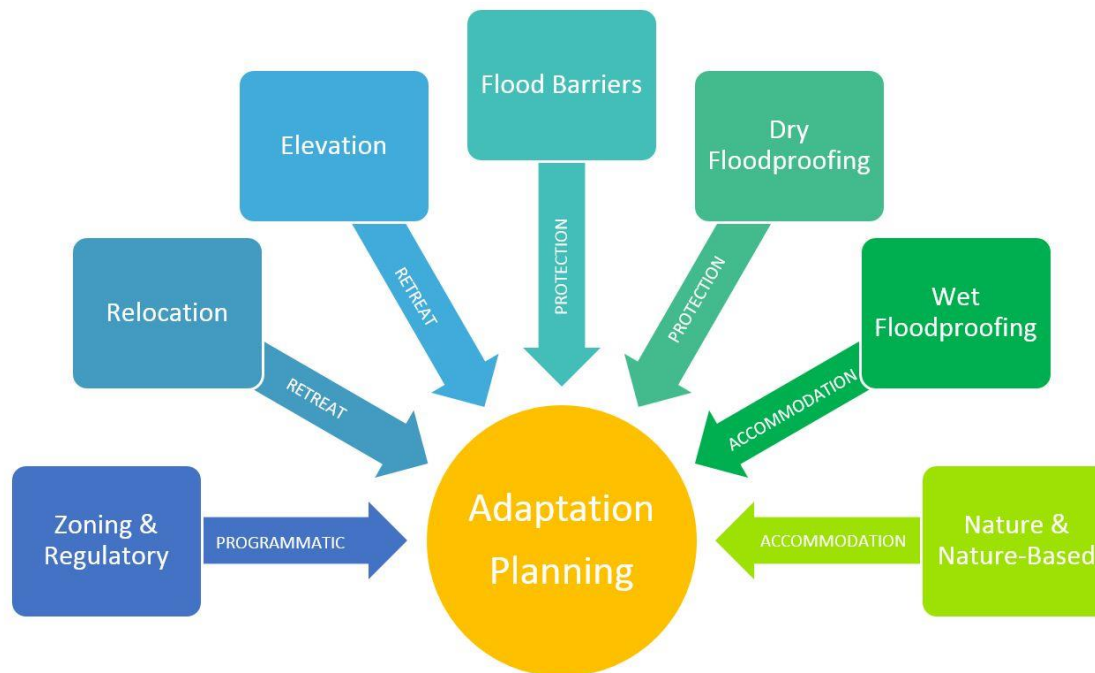 Flood Barriers
Elevation
Dry
Floodproofing
Relocation
Wet
Floodproofing
Zoning &
Regulatory
Nature &
Nature-Based
PROGRAMMATIC
RETREAT
RETREAT
PROTECTION
PROTECTION
ACCOMMODATION
ACCOMMODATION
Adaptation
Planning